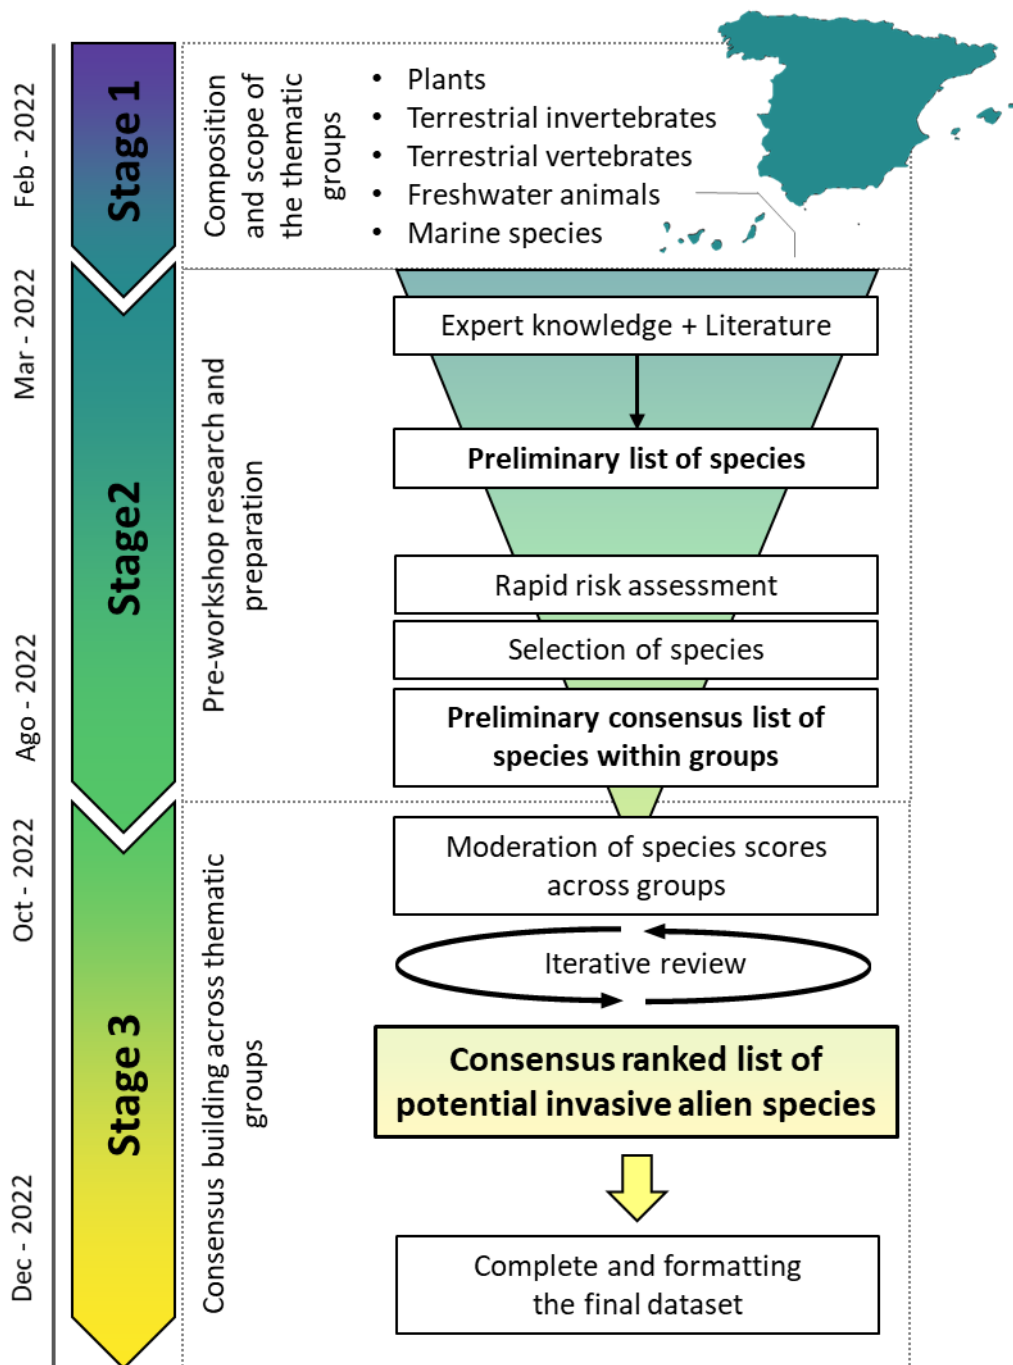 Feb - 2022
Stage 1
Composition
and scope of
the thematic
groups
• Plants
• Terrestrial invertebrates
• Terrestrial vertebrates
• Freshwater animals
• Marine species
Mar - 2022
Stage2
Pre-workshop research and
preparation
Expert knowledge + Literature
Preliminary list of species
Rapid risk assessment
Selection of species
Preliminary consensus list of
species within groups
Ago - 2022
Oct - 2022
Stage 3
Consensus building across thematic
groups
Moderation of species scores
across groups
Iterative review
Consensus ranked list of
potential invasive alien species
Complete and formatting
the final dataset
Dec - 2022